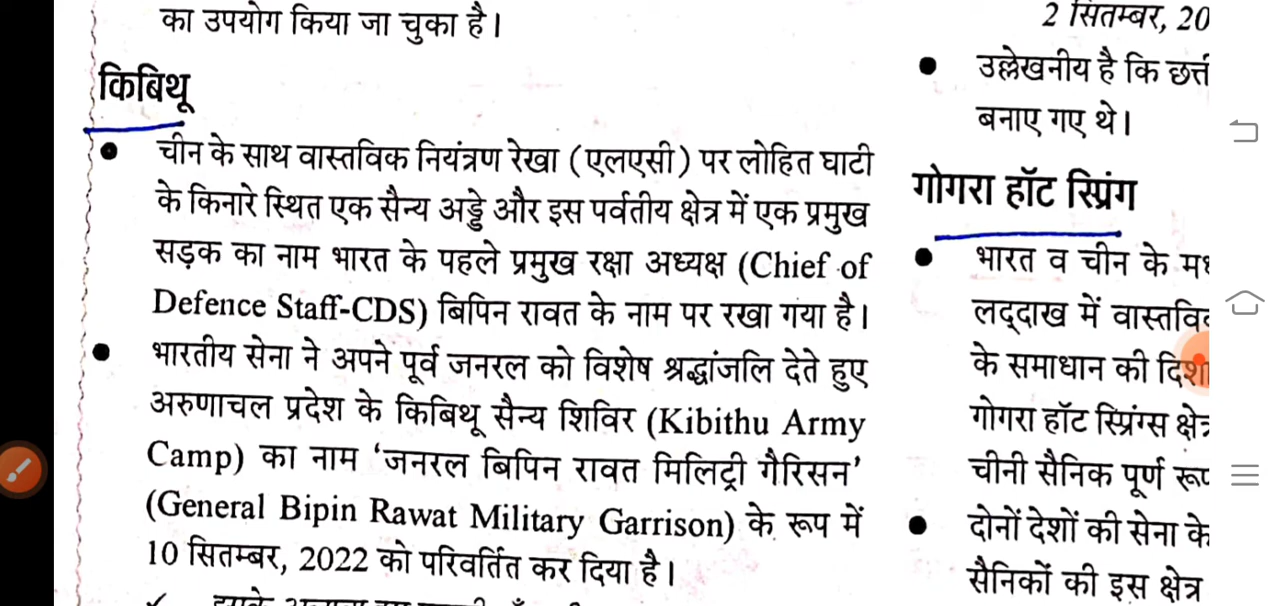 का उपयोग किया जा चुका है।
किबिथू
चीन के साथ वास्तविक नियंत्रण रेखा (एलएसी) पर लोहित घाटी
के किनारे स्थित एक सैन्य अड्डे और इस पर्वतीय क्षेत्र में एक प्रमुख
सड़क का नाम भारत के पहले प्रमुख रक्षा अध्यक्ष (Chief of
Defence Staff-CDS) बिपिन रावत के नाम पर रखा गया है।
भारतीय सेना ने अपने पूर्व जनरल को विशेष श्रद्धांजलि देते हुए
अरुणाचल प्रदेश के किबिथू सैन्य शिविर (Kibithu Army
Camp) का नाम ‘जनरल बिपिन रावत मिलिट्री गैरिसन’
(General Bipin Rawat Military Garrison) के रूप में
10 सितम्बर, 2022 को परिवर्तित कर दिया है।
2 सितम्बर, 20
उल्लेखनीय है कि
बनाए गए थे।
गोगरा हॉट स्प्रिंग
भारत व चीन के
लद्दाख में
के समाधान की
गोगरा हॉट स्प्रिंग्स
चीनी सैनिक पूर्ण
दोनों देशों की सेना के
सैनिकों की इस क्षेत्र